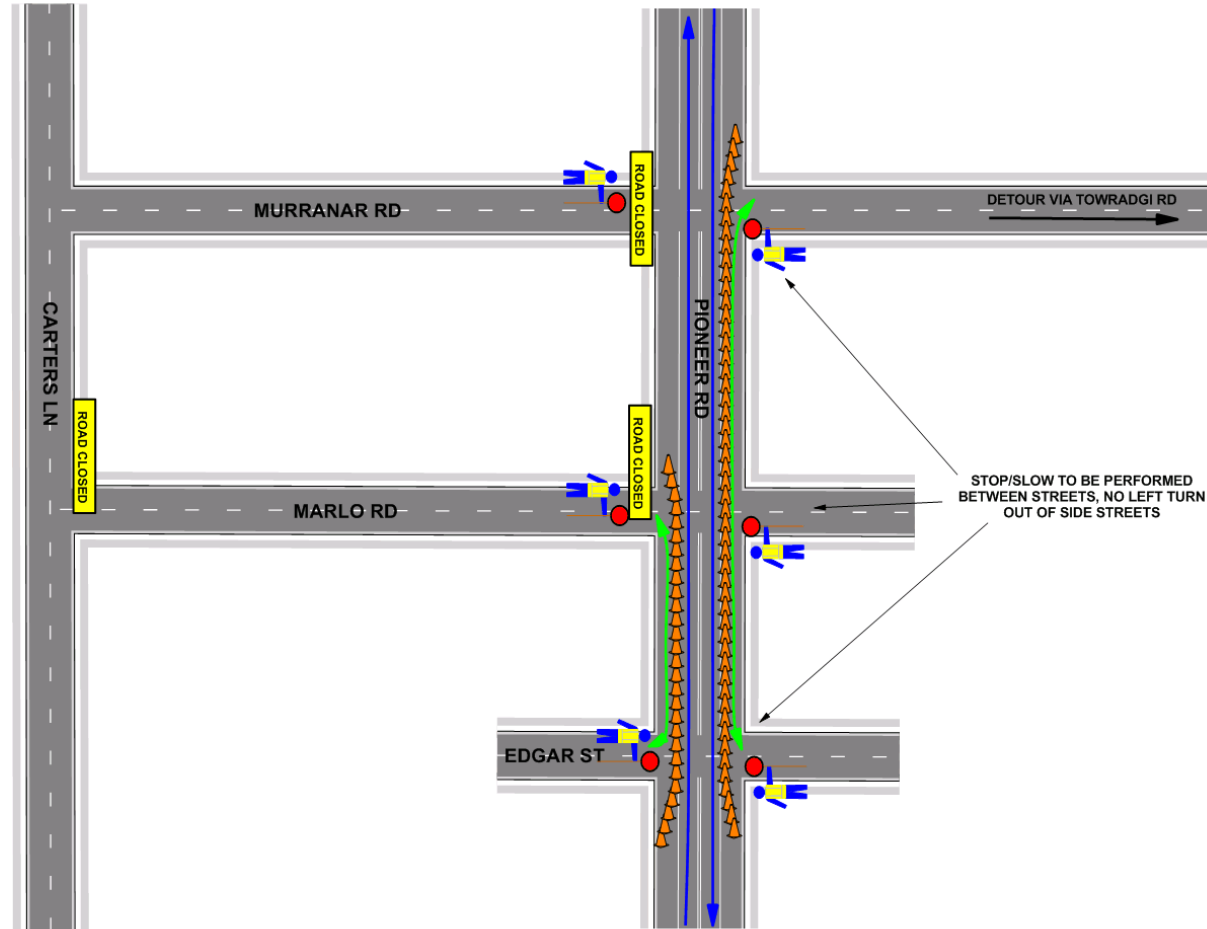 ROAD CLOSED
MURRANAR RD
DETOUR VIA TOWRADGI RD
CARTERS LN
PIONEER RD
ROAD CLOSED
ROAD CLOSED
MARLO RD
STOP/SLOW TO BE PERFORMED
BETWEEN STREETS, NO LEFT TURN
OUT OF SIDE STREETS
EDGAR ST